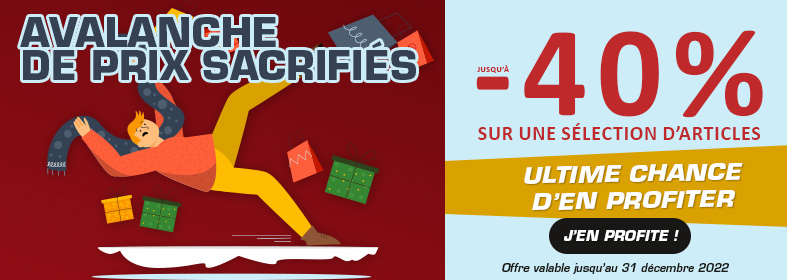 AVALANCHE
DE PRIX SACRIFIÉS
JUSQU'À
-40%
SUR UNE SÉLECTION D'ARTICLES
ULTIME CHANCE
D'EN PROFITER
J'EN PROFITE !
Offre valable jusqu'au 31 décembre 2022